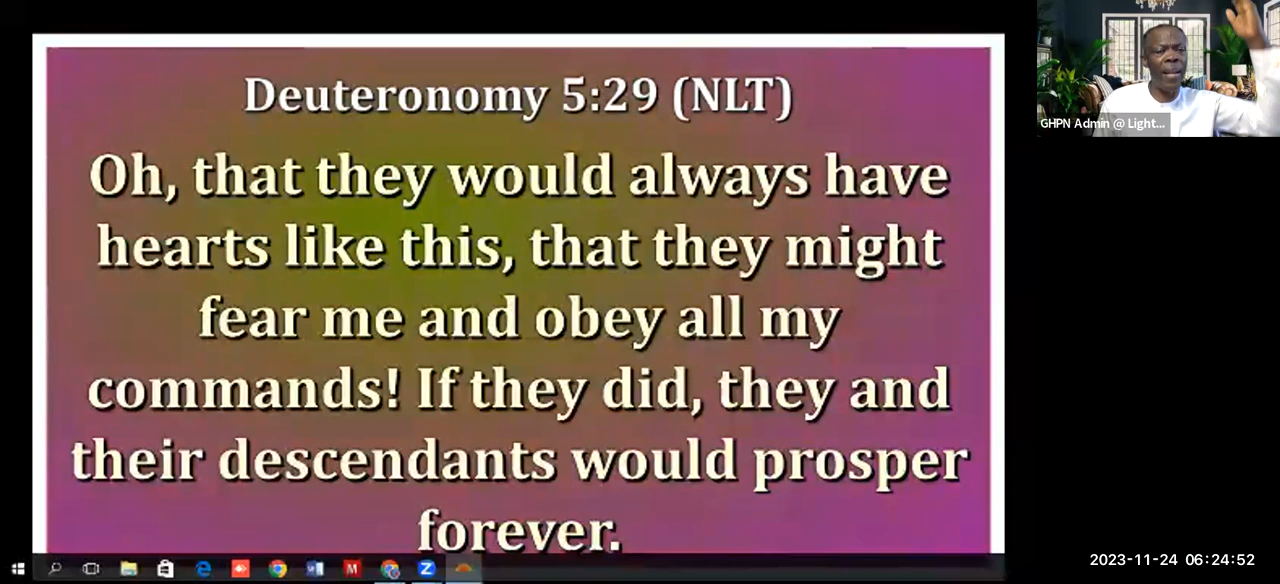 Deuteronomy 5:29 (NLT)
Oh, that they would always have
hearts like this, that they might
fear me and obey all my
commands! If they did, they and
their descendants would prosper
forever.
GHPN Admin @ Light...
2023-11-24 06:24:52